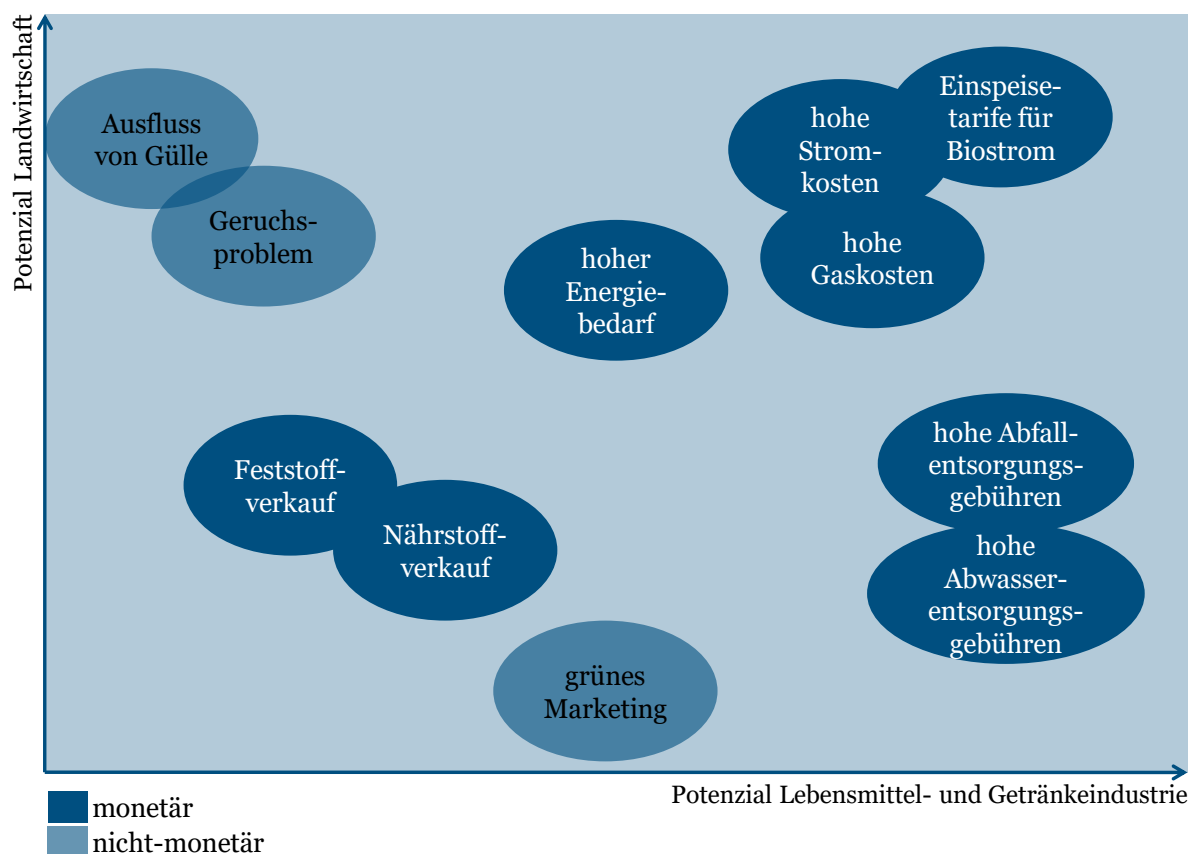 Potenzial Landwirtschaft
Ausfluss
von Gülle
Geruchs-
problem
hohe
Strom-
kosten
Einspeise-
tarife für
Biostrom
hoher
Energie-
bedarf
hohe
Gaskosten
Feststoff-
verkauf
Nährstoff-
verkauf
hohe Abfall-
entsorgungs-
gebühren
hohe
Abwasser-
entsorgungs-
gebühren
grünes
Marketing
Potenzial Lebensmittel- und Getränkeindustrie
monetär
nicht-monetär